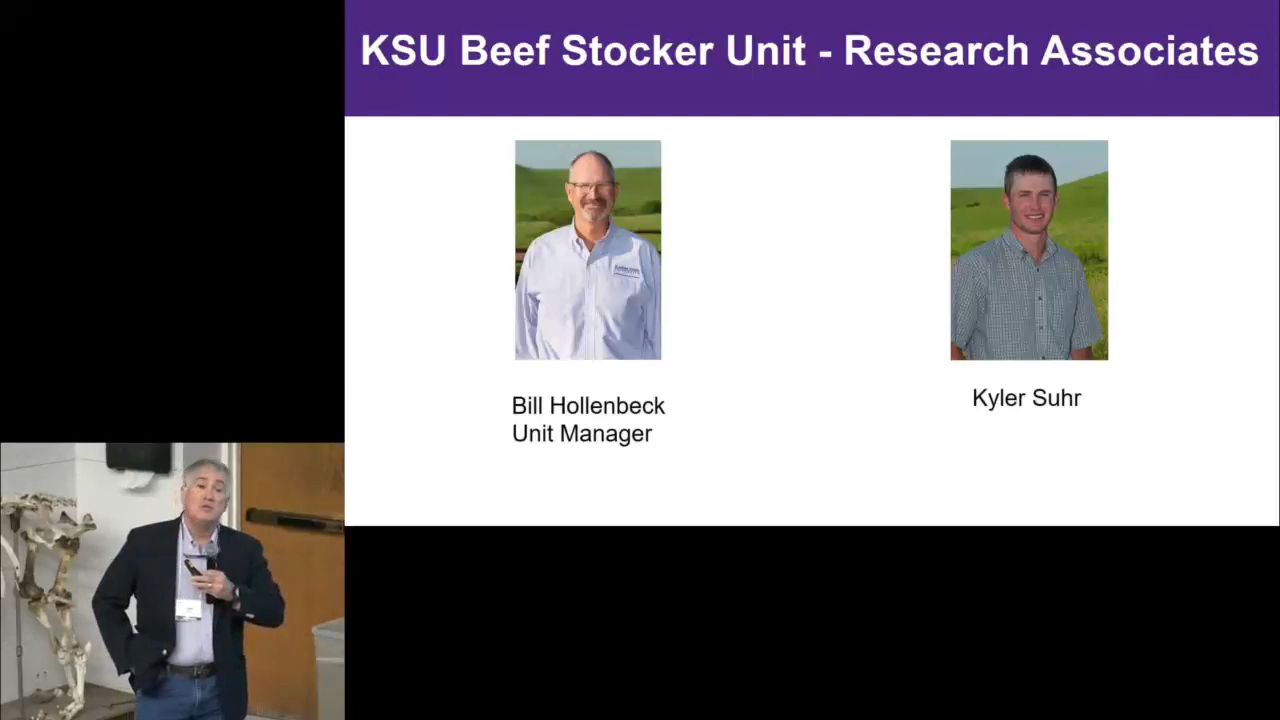 KSU Beef Stocker Unit - Research Associates
Bill Hollenbeck
Unit Manager
Kyler Suhr